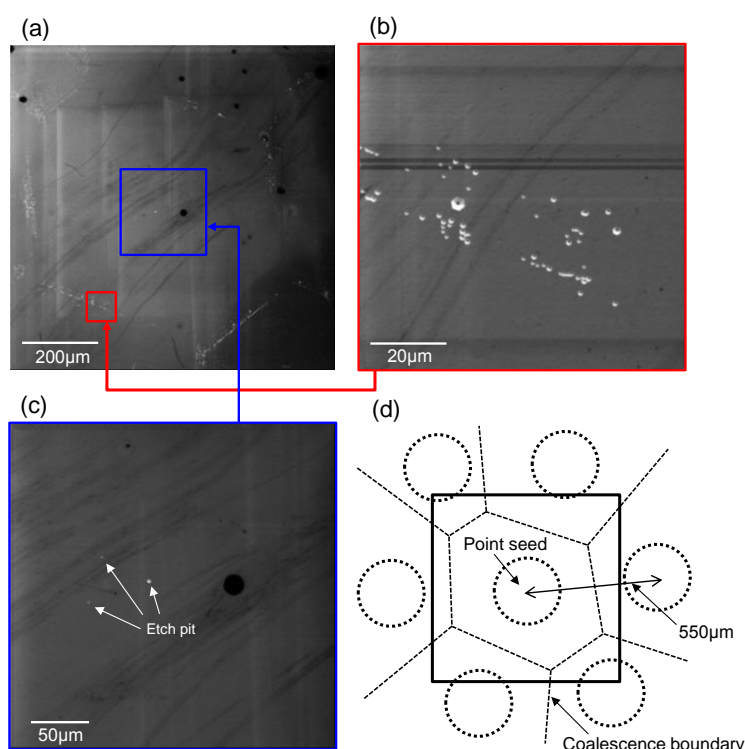 (a)
(b)
200μm
20μm
(c)
(d)
Point seed
550μm
Etch pit
50μm
Coalescence boundary